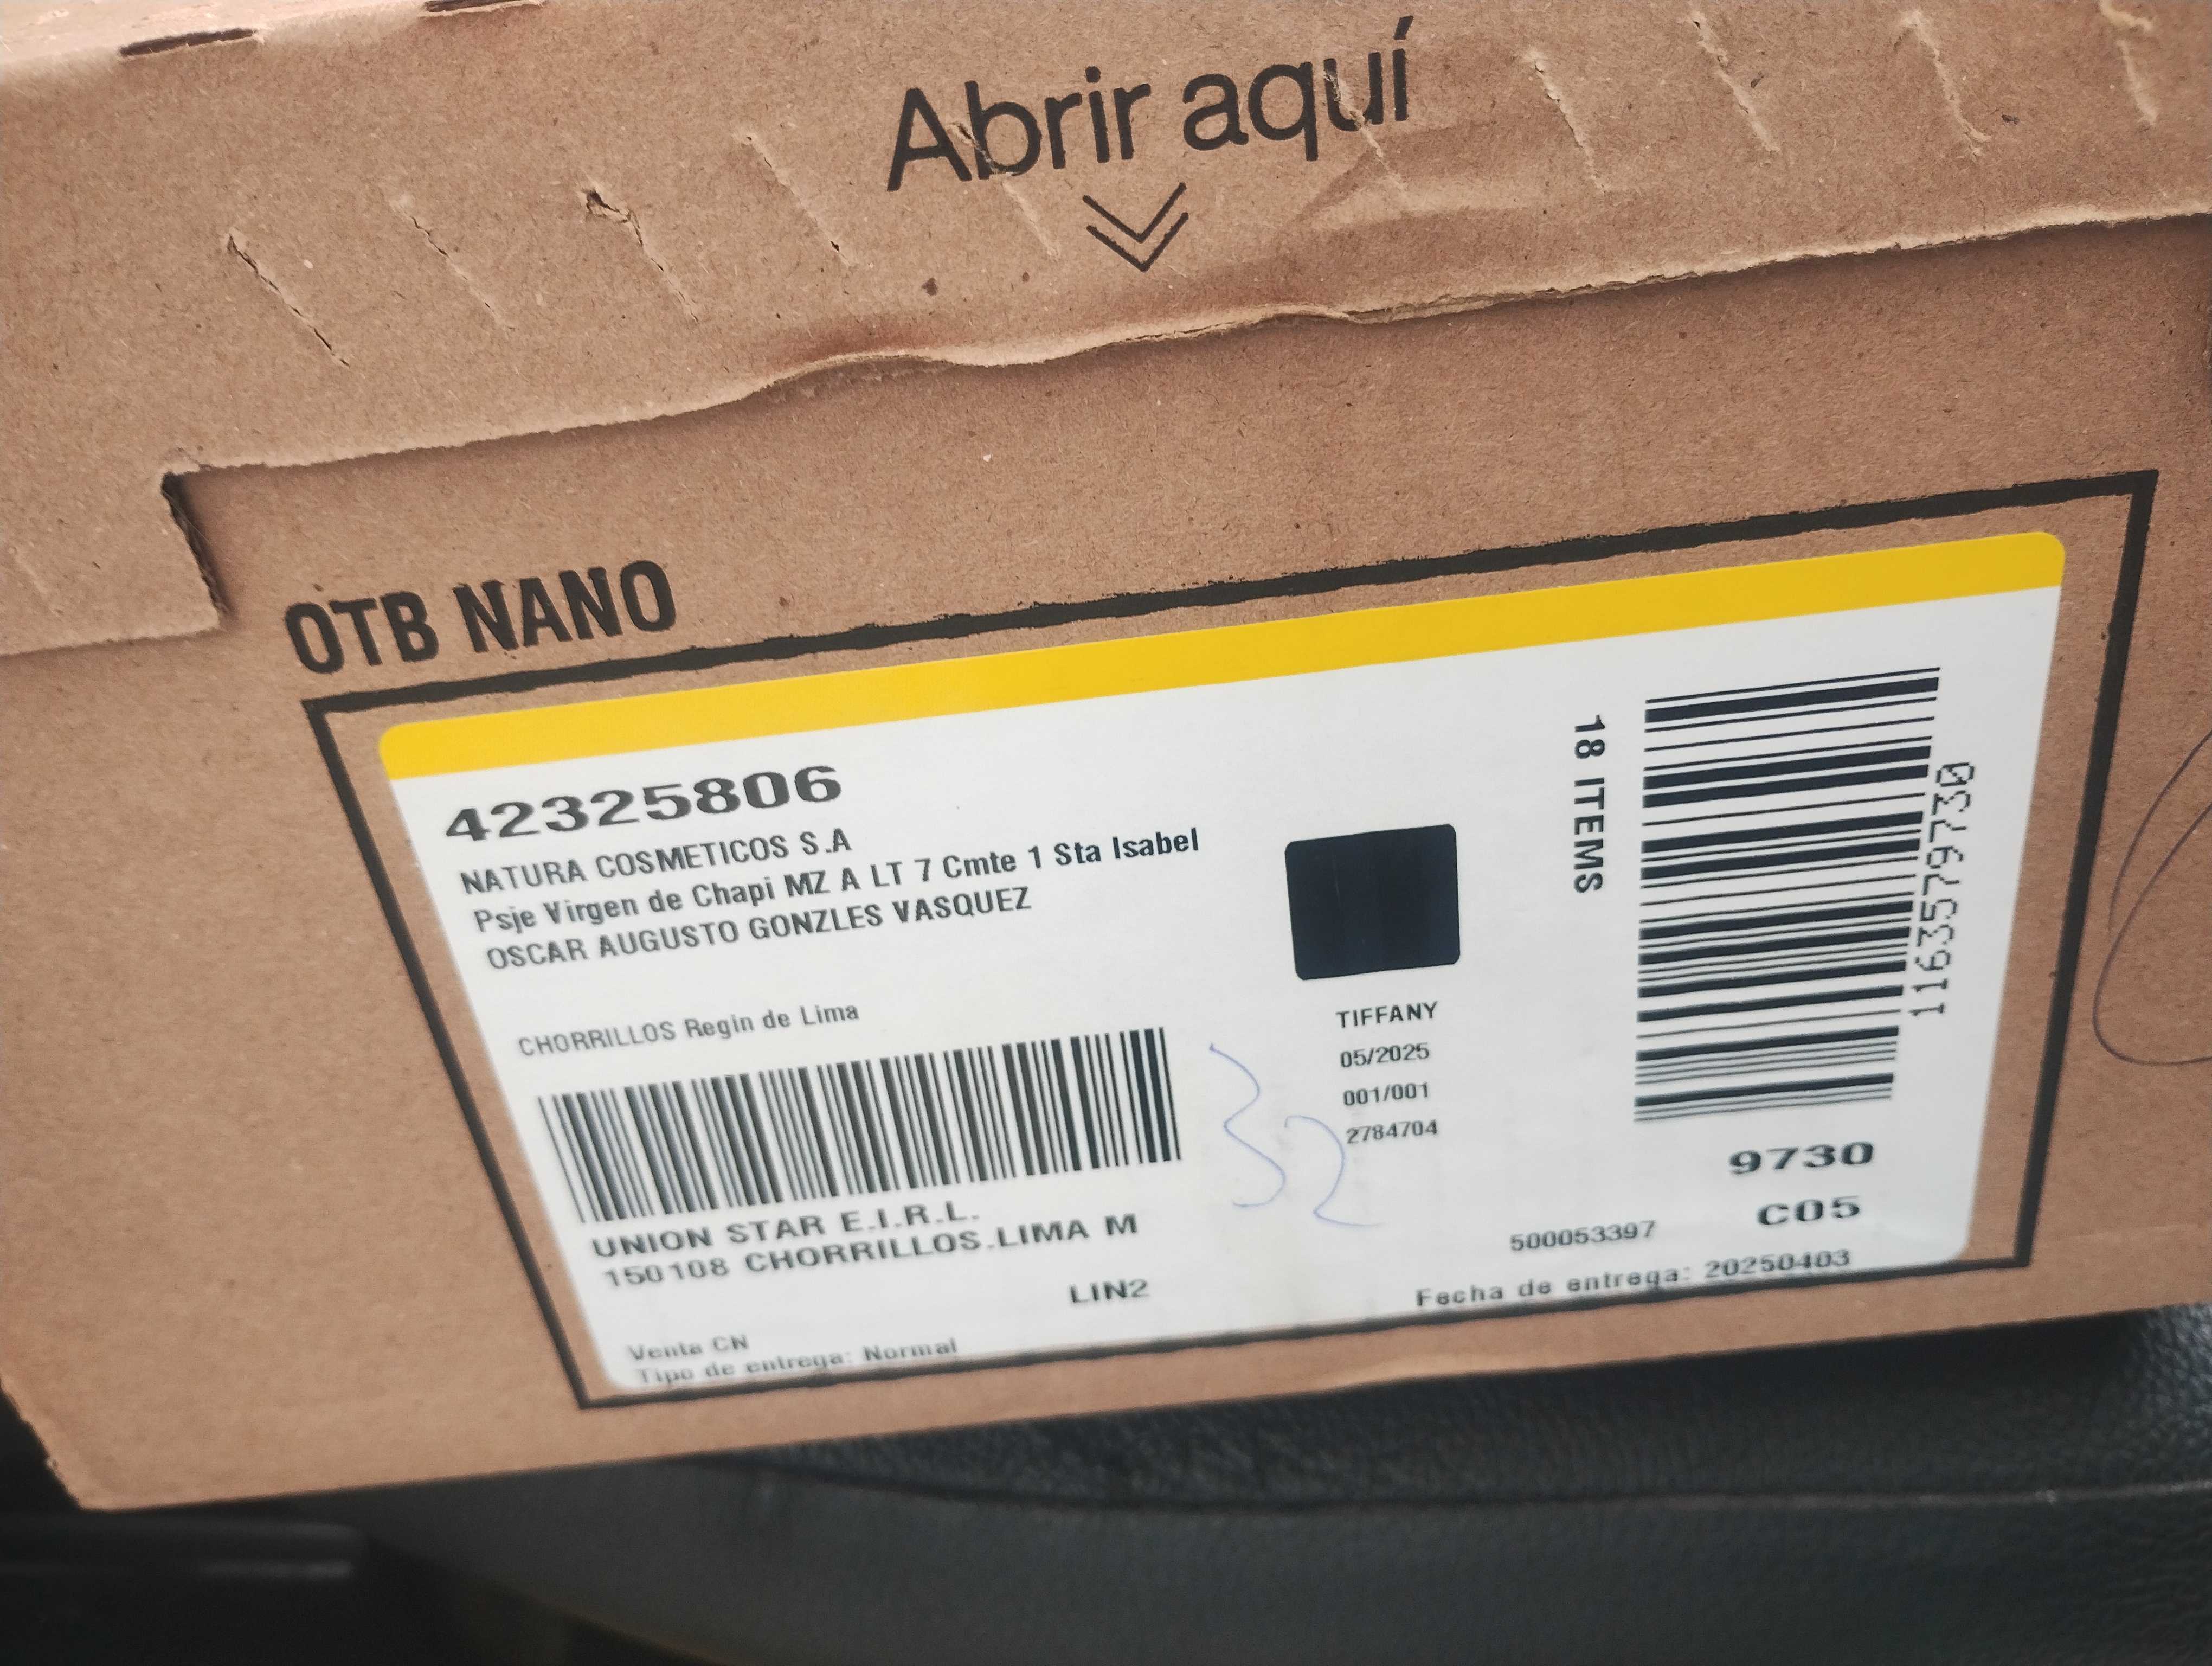 Abrir aquí
OTB NANO
42325806
NATURA COSMETICOS S.A
Psje Virgen de Chapi MZ A LT 7 Cmte 1 Sta Isabel
OSCAR AUGUSTO GONZLES VASQUEZ
CHORRILLOS Regin de Lima
UNION STAR E.I.R.L.
150108 CHORRILLOS.LIMA M
LIN2
Venta CN
Tipo de entrega: Normal
TIFFANY
05/2025
001/001
2784704
32
18 ITEMS
1163579730
9730
C05
500053397
Fecha de entrega: 20250403